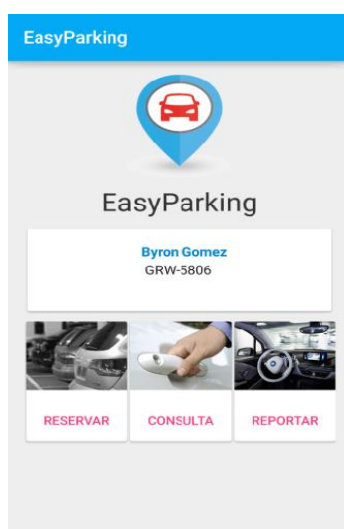 EasyParking
EasyParking
Byron Gomez
GRW-5806
RESERVAR CONSULTA REPORTAR